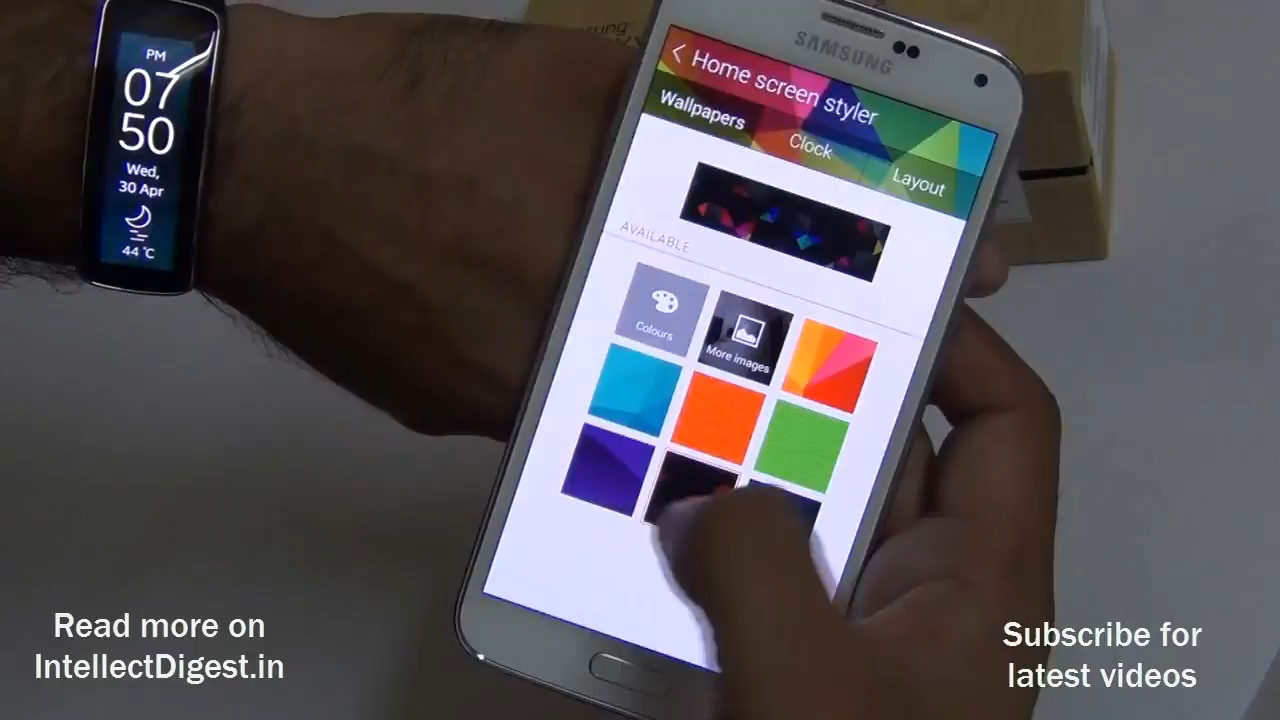 PM
07
50
Wed,
30 Apr
44 °C
SAMSUNG
Home screen styler
Wallpapers
Clock
Layout
AVAILABLE
Colours
More images
Read more on
IntellectDigest.in
Subscribe for
latest videos